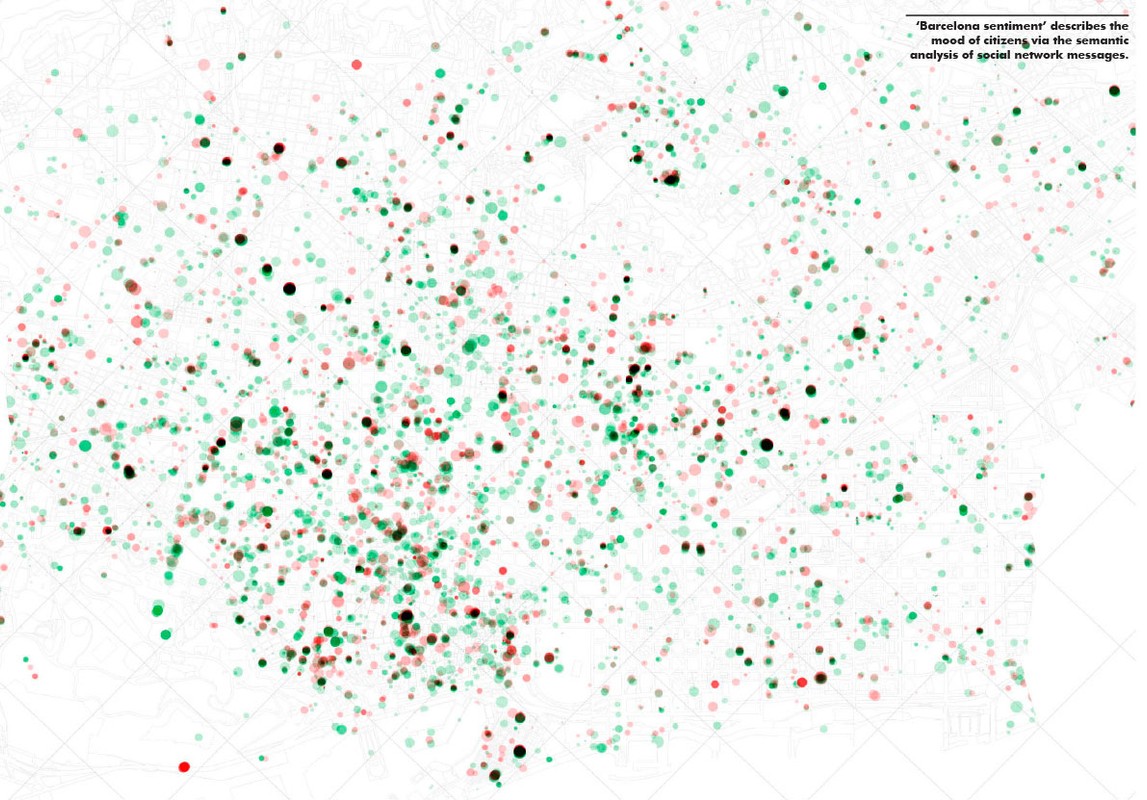 ‘Barcelona sentiment’ describes the
mood of citizens via the semantic
analysis of social network messages.